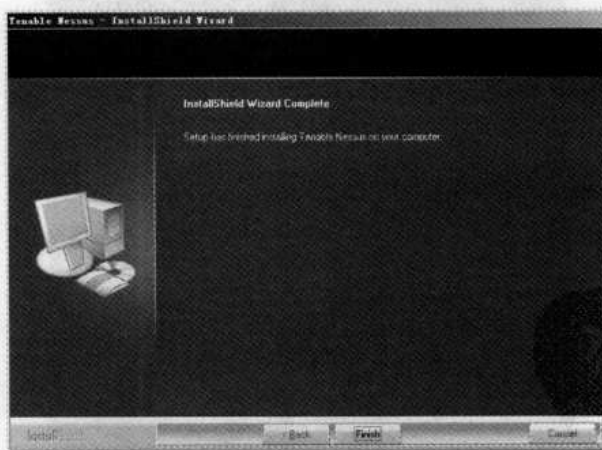 Tenable Nessus - InstallShield Wizard
InstallShield Wizard Complete
Setup has finished installing Tenable Nessus on your computer.
InstallShield
< Back
Finish
Cancel